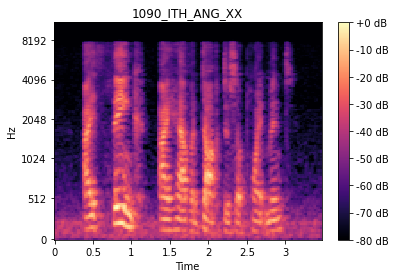 1090_ITH_ANG_XX
Hz
8192
4096
2048
1024
512
0
0 0.5 1 1.5 2 2.5 3
Time
+0 dB
-10 dB
-20 dB
-30 dB
-40 dB
-50 dB
-60 dB
-70 dB
-80 dB